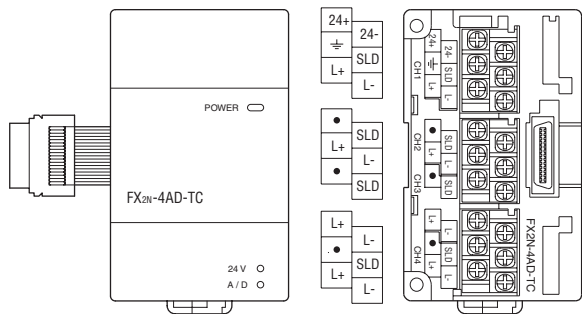 POWER
FX2N-4AD-TC
24 V
A / D
24+
24-
⏚
SLD
L+
L-
•
SLD
L+
L-
•
SLD
L+
L-
•
SLD
L+
L-
CH1
24+
⏚
L+
24-
SLD
L-
CH2
CH3
•
L+
•
SLD
L-
SLD
CH4
L+
•
L+
L-
SLD
L-
FX2N-4AD-TC